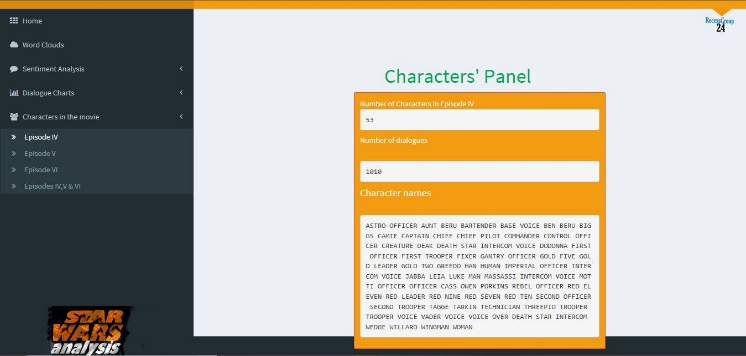 Home
Word Clouds
Sentiment Analysis
Dialogue Charts
Characters in the movie
Episode IV
Episode V
Episode VI
Episodes IV,V & VI
STAR
WARS
analysis
RecessGroup
24
Characters' Panel
Number of Characters in Episode IV
53
Number of dialogues
1010
Character names
ASTRO-OFFICER AUNT BERU BARTENDER BASE VOICE BEN BERU BIG
GS CAMIE CAPTAIN CHIEF CHIEF PILOT COMMANDER CONTROL OFFI
CER CREATURE DEAK DEATH STAR INTERCOM VOICE DODONNA FIRST
OFFICER FIRST TROOPER FIXER GANTRY OFFICER GOLD FIVE GOL
D LEADER GOLD TWO GREEDO HAN HUMAN IMPERIAL OFFICER INTER
COM VOICE JABBA LEIA LUKE MAN MASSASSI INTERCOM VOICE MOT
TI OFFICER OFFICER CASS OWEN PORKINS REBEL OFFICER RED EL
EVEN RED LEADER RED NINE RED SEVEN RED TEN SECOND OFFICER
SECOND TROOPER TAGGE TARKIN TECHNICIAN THREEPIO TROOPER
TROOPER VOICE VADER VOICE VOICE OVER DEATH STAR INTERCOM
WEDGE WILLARD WINGMAN WOMAN